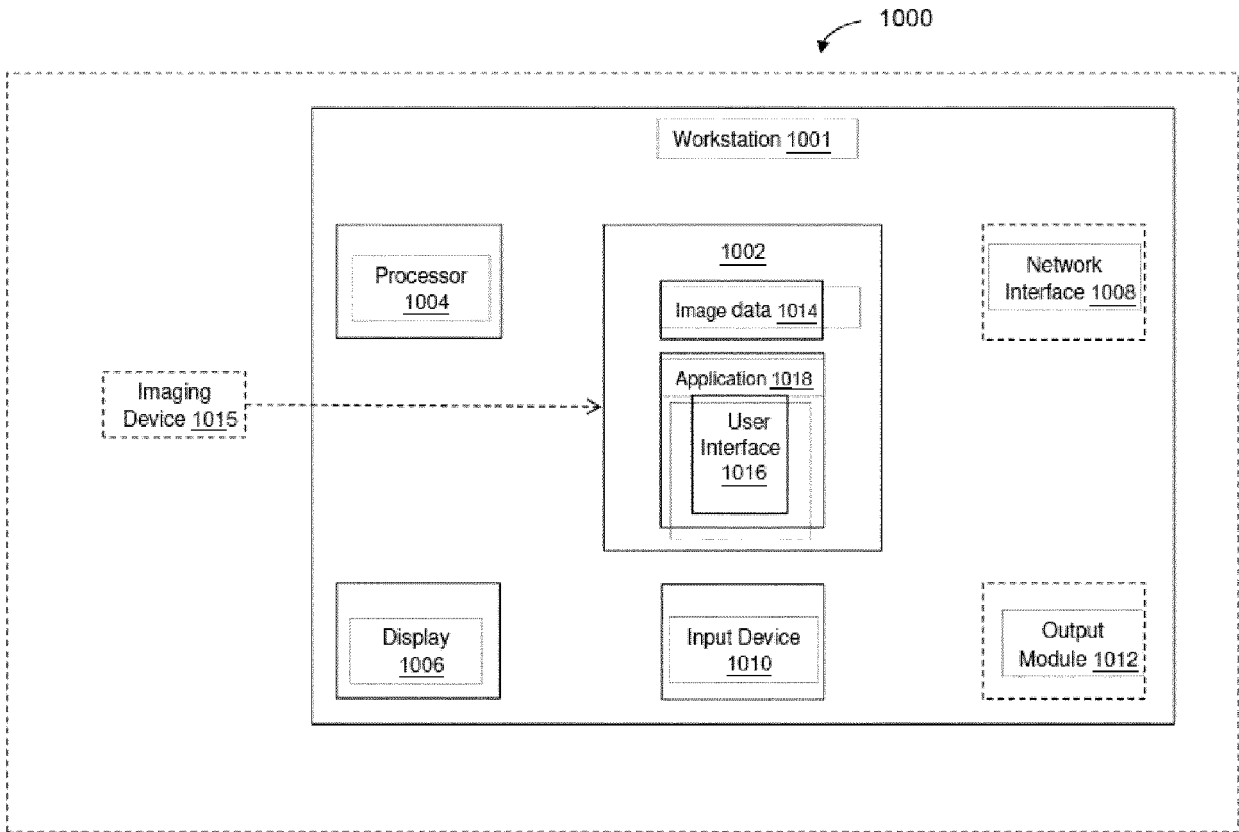 1000
Workstation 1001
Processor
1004
1002
Image data 1014
Application 1018
User
Interface
1016
Network
Interface 1008
Imaging
Device 1015
Display
1006
Input Device
1010
Output
Module 1012